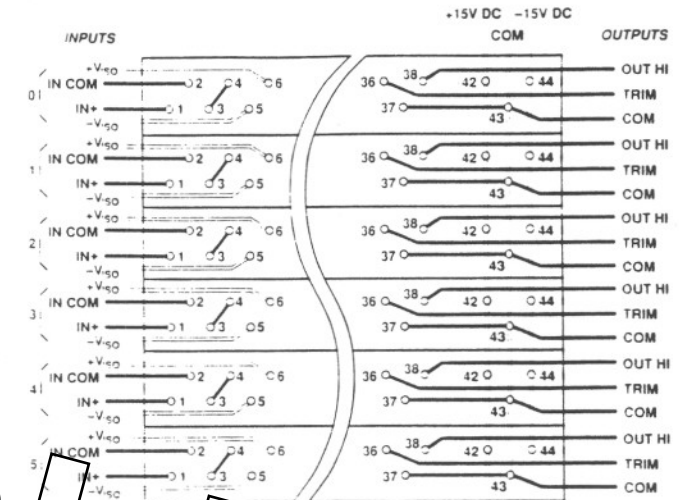 +15V DC -15V DC
INPUTS COM OUTPUTS
+VISO OUT HI
IN COM 2 4 6 36 38 42 44
TRIM
0 IN+ 1 3 5 37 COM
-VISO 43
+VISO OUT HI
IN COM 2 4 6 36 38 42 44
1 TRIM
IN+ 1 3 5 37 COM
-VISO 43
+VISO OUT HI
IN COM 2 4 6 36 38 42 44
2 TRIM
IN+ 1 3 5 37 COM
-VISO 43
+VISO OUT HI
IN COM 2 4 6 36 38 42 44
3 TRIM
IN+ 1 3 5 37 COM
-VISO 43
+VISO OUT HI
IN COM 2 4 6 36 38 42 44
4 TRIM
IN+ 1 3 5 37 COM
-VISO 43
+VISO OUT HI
IN COM 2 4 6 36 38 42 44
5 TRIM
IN+ 1 3 5 37 COM
-VISO 43